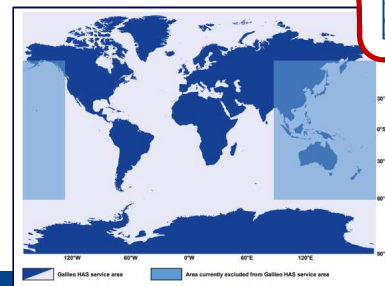 30°
0°S
30°
60°
90°
120°W 60°W 0°W 60°E 120°E
Galileo HAS service area Area currently excluded from Galileo HAS service area